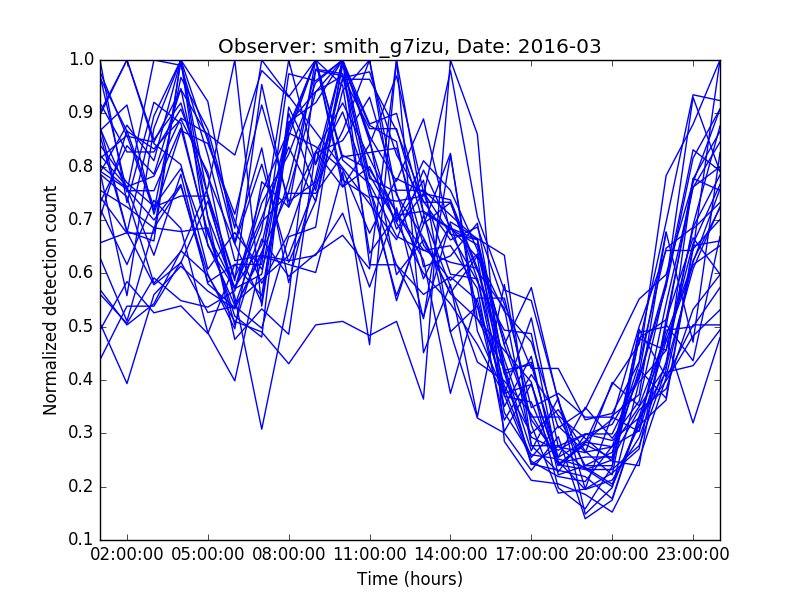 Observer: smith_g7izu, Date: 2016-03
1.0
0.9
0.8
0.7
0.6
0.5
0.4
0.3
0.2
0.1
Normalized detection count
02:00:00 05:00:00 08:00:00 11:00:00 14:00:00 17:00:00 20:00:00 23:00:00
Time (hours)